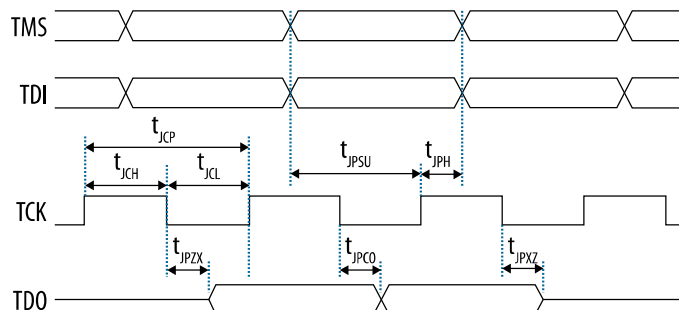 TMS
TDI
tJCP
tJCH tJCL tJPSU tJPH
TCK
tJPZX tJPCO tJPXZ
TDO